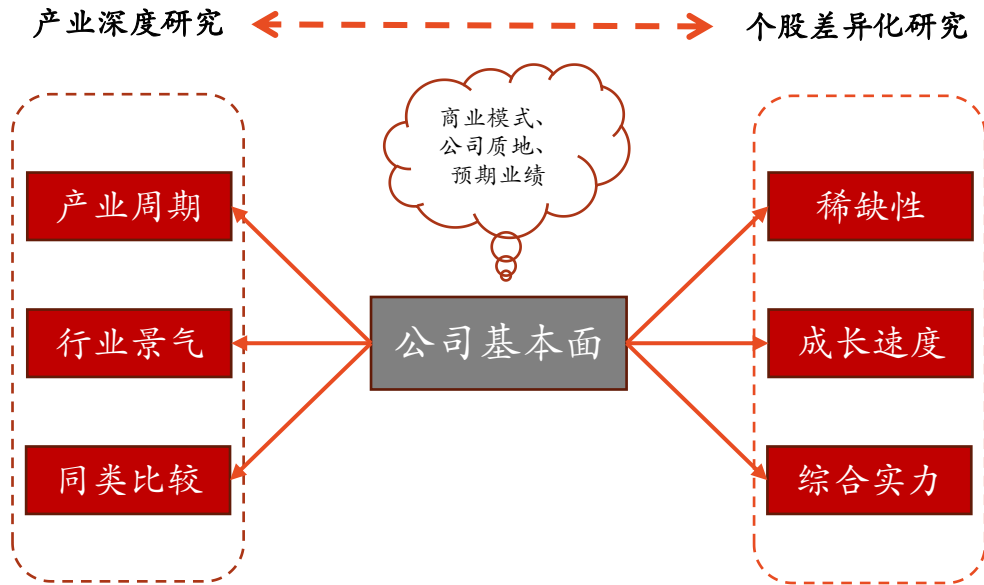 产业深度研究
个股差异化研究
商业模式、
公司质地、
预期业绩
产业周期
稀缺性
行业景气
公司基本面
成长速度
同类比较
综合实力